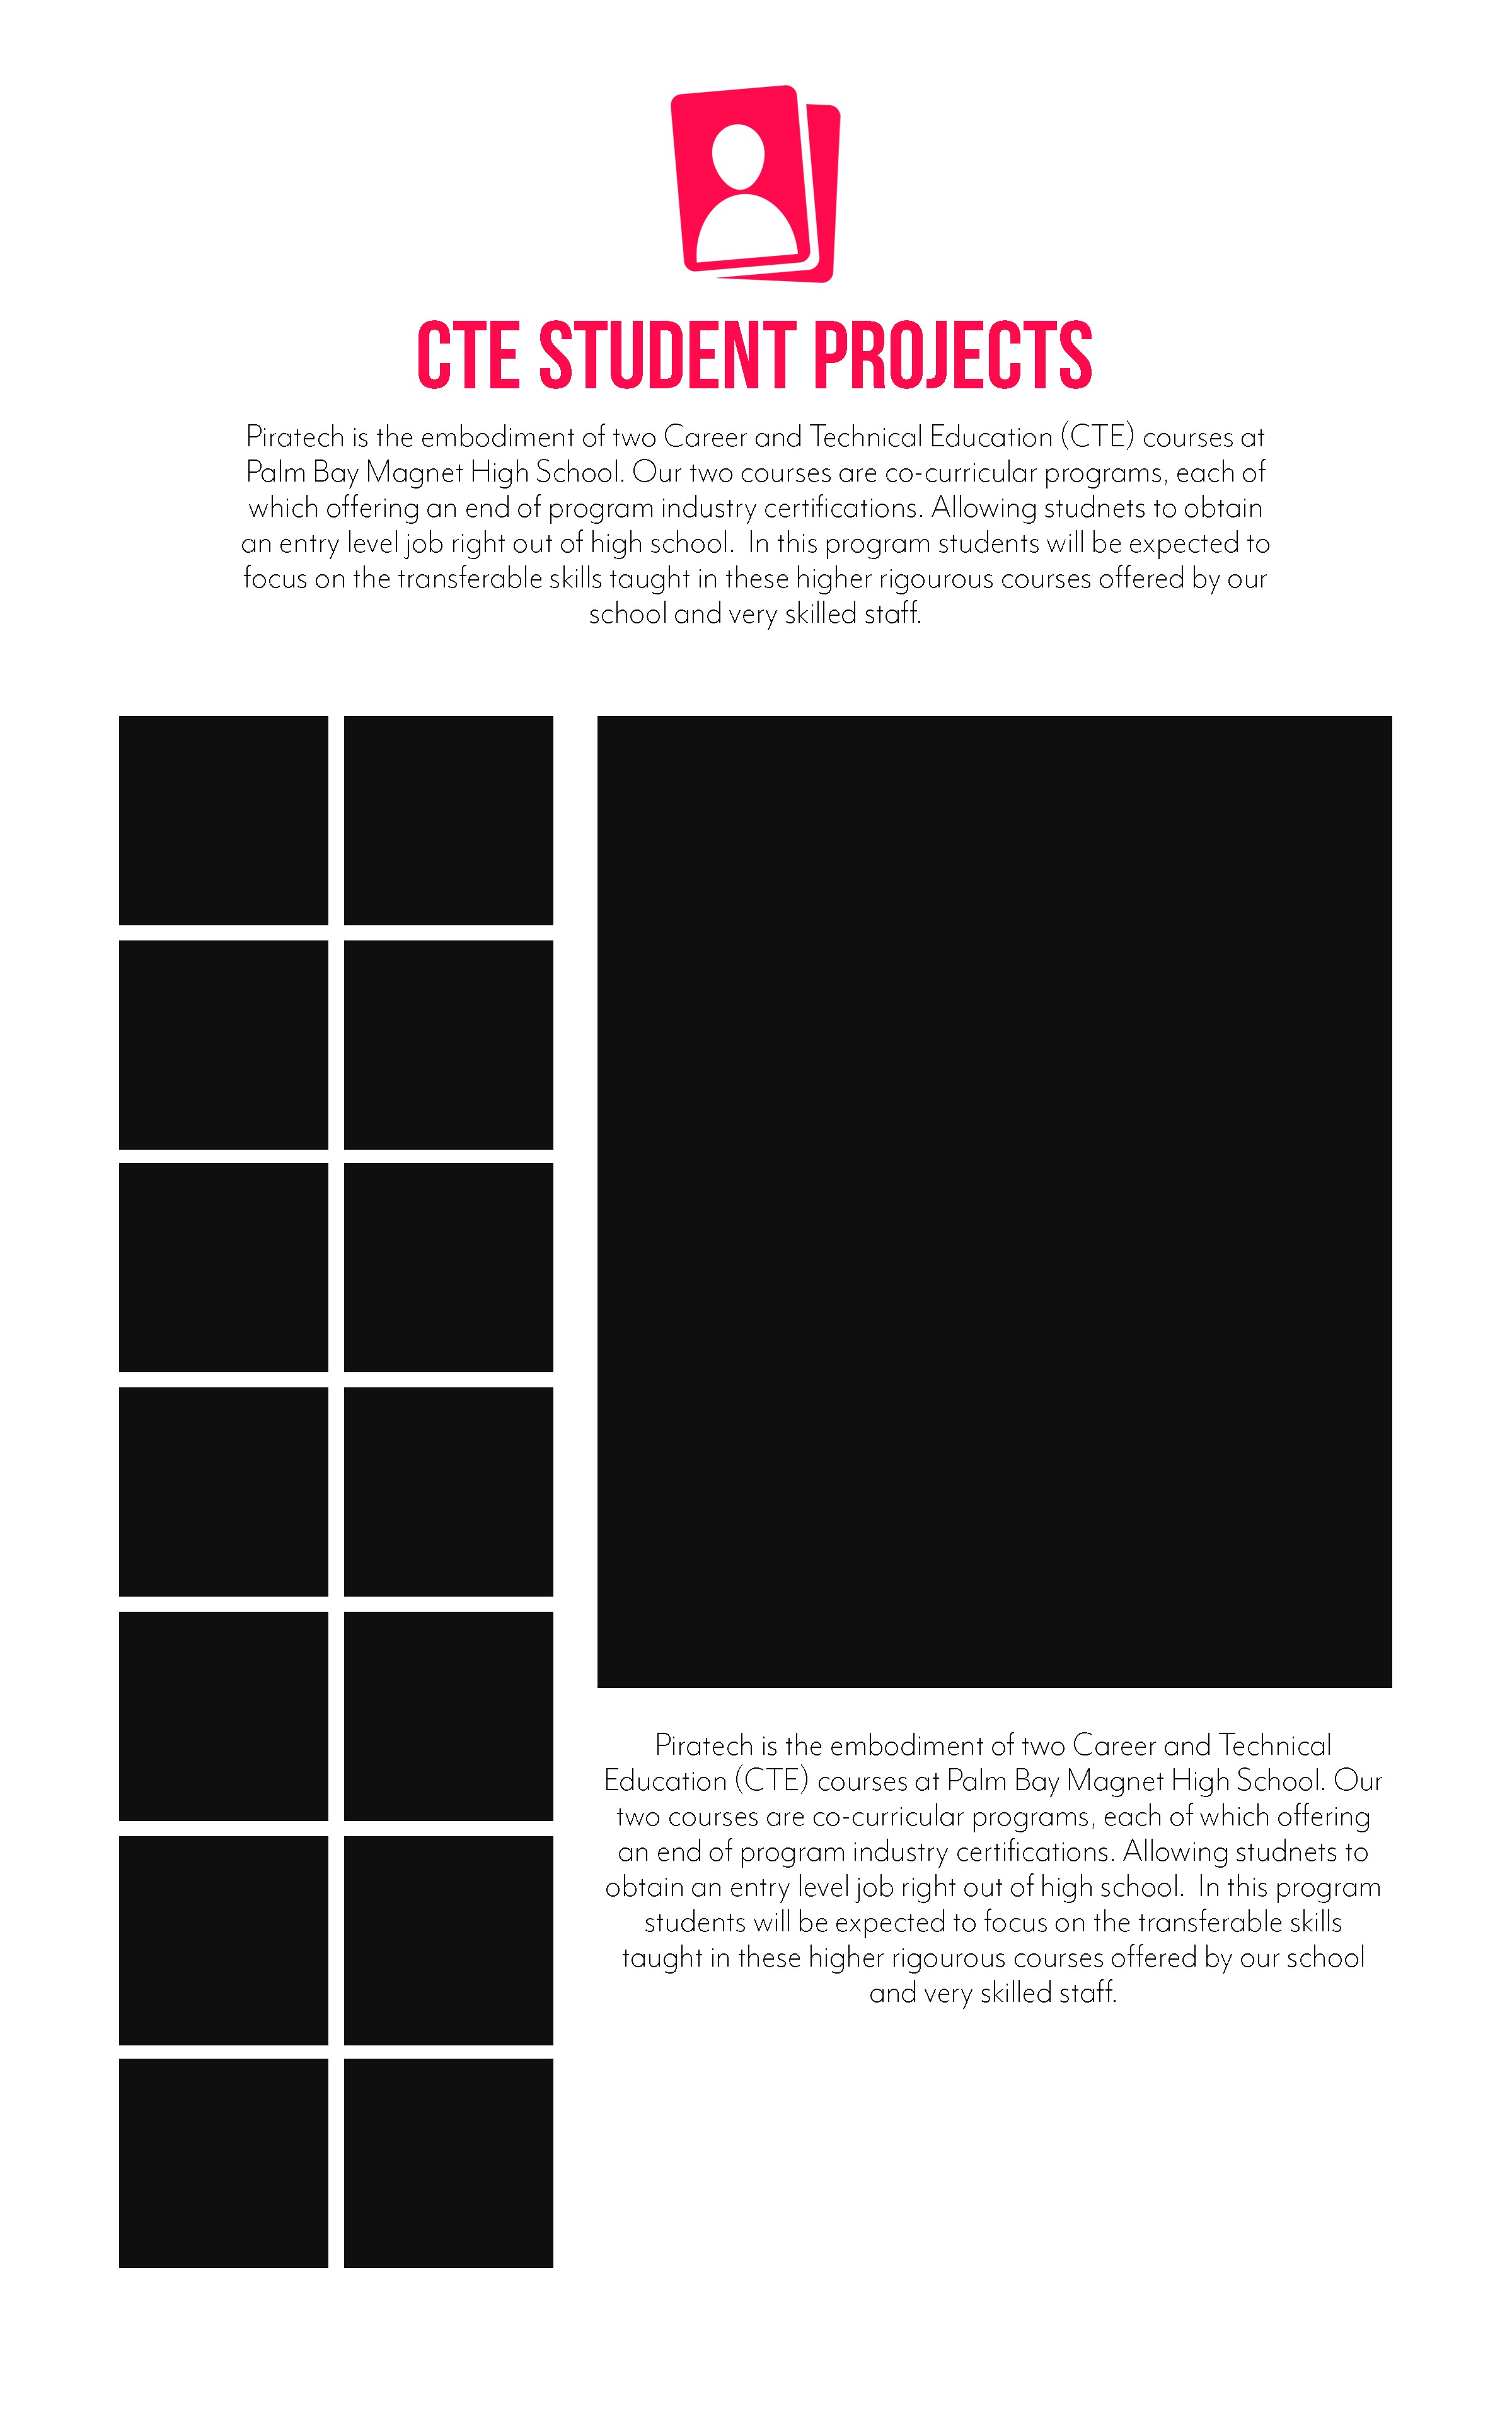 CTE STUDENT PROJECTS
Piratech is the embodiment of two Career and Technical Education (CTE) courses at
Palm Bay Magnet High School. Our two courses are co-curricular programs, each of
which offering an end of program industry certifications. Allowing studnets to obtain
an entry level job right out of high school.  In this program students will be expected to
focus on the transferable skills taught in these higher rigourous courses offered by our
school and very skilled staff.
Piratech is the embodiment of two Career and Technical
Education (CTE) courses at Palm Bay Magnet High School. Our
two courses are co-curricular programs, each of which offering
an end of program industry certifications. Allowing studnets to
obtain an entry level job right out of high school.  In this program
students will be expected to focus on the transferable skills
taught in these higher rigourous courses offered by our school
and very skilled staff.